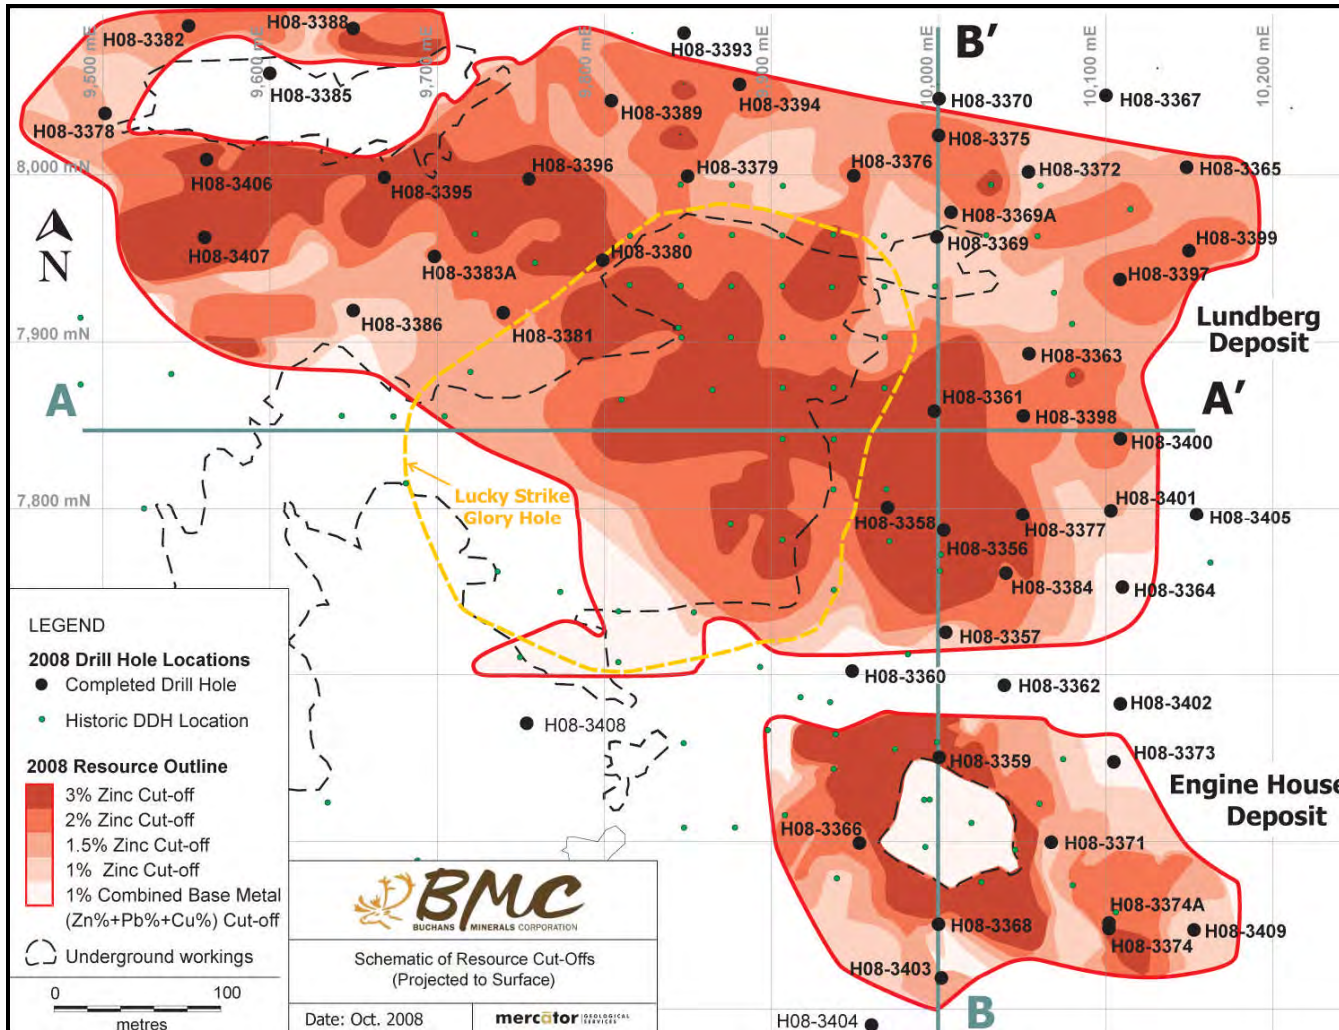 H08-3382
H08-3388
H08-3385
H08-3378
H08-3393
H08-3389
H08-3394
B'
H08-3370
H08-3367
H08-3375
9,500 mE
9,600 mE
9,700 mE
9,800 mE
9,900 mE
10,000 mE
10,100 mE
10,200 mE
8,000 mN
H08-3406
H08-3395
H08-3396
H08-3379
H08-3376
H08-3372
H08-3365
H08-3369A
H08-3369
H08-3399
H08-3397
N
H08-3407
H08-3383A
H08-3380
H08-3386
H08-3381
7,900 mN
Lundberg
Deposit
H08-3363
A
A'
H08-3361
H08-3398
H08-3400
7,800 mN
Lucky Strike
Glory Hole
H08-3358
H08-3356
H08-3377
H08-3401
H08-3405
H08-3384
H08-3364
H08-3357
H08-3360
H08-3362
H08-3402
H08-3408
H08-3359
H08-3373
Engine House
Deposit
H08-3366
H08-3371
H08-3374A
H08-3374
H08-3409
H08-3368
H08-3403
H08-3404
B
LEGEND
2008 Drill Hole Locations
Completed Drill Hole
Historic DDH Location
2008 Resource Outline
3% Zinc Cut-off
2% Zinc Cut-off
1.5% Zinc Cut-off
1% Zinc Cut-off
1% Combined Base Metal
(Zn%+Pb%+Cu%) Cut-off
Underground workings
0 100
metres
BMC
BUCHANS MINERALS CORPORATION
Schematic of Resource Cut-Offs
(Projected to Surface)
Date: Oct. 2008
mercator GEOLOGICAL SERVICES